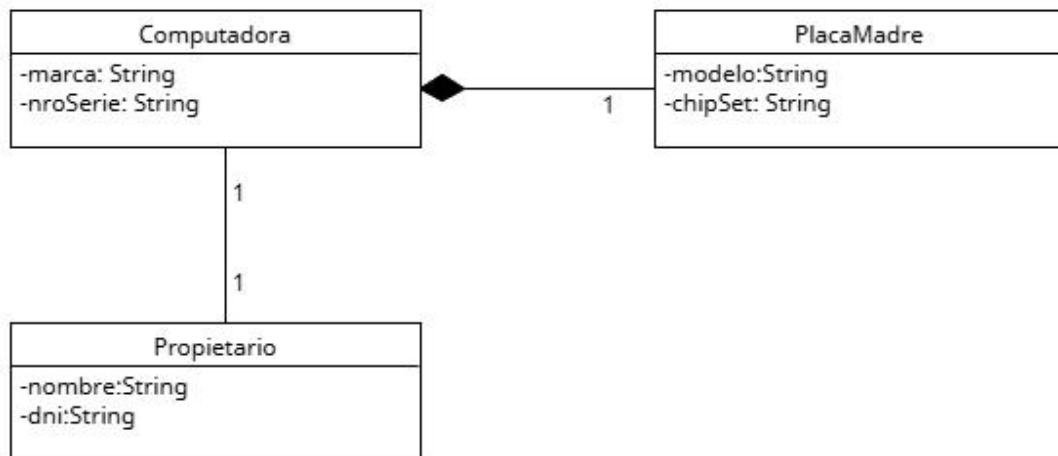 Computadora
-marca: String
-nroSerie: String
PlacaMadre
-modelo:String
-chipSet: String
1
1
1
Propietario
-nombre:String
-dni:String